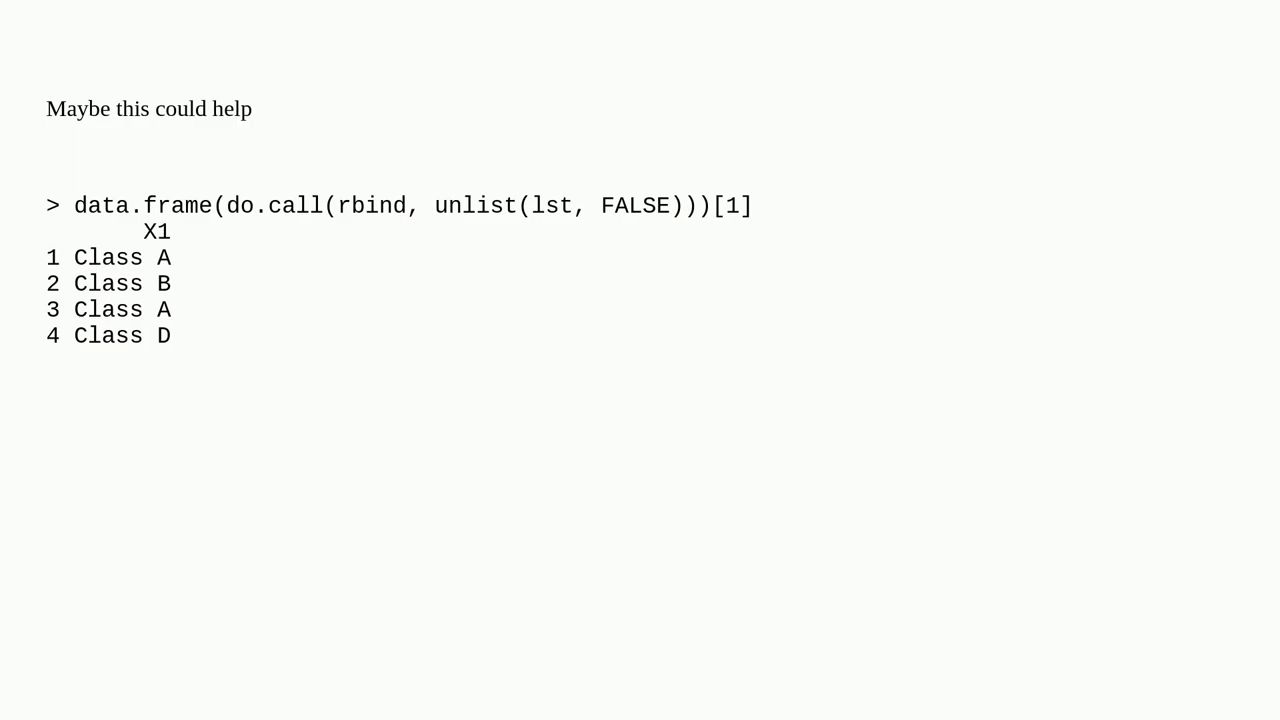 Maybe this could help
> data.frame(do.call(rbind, unlist(lst, FALSE)))[1]
       X1
1 Class A
2 Class B
3 Class A
4 Class D